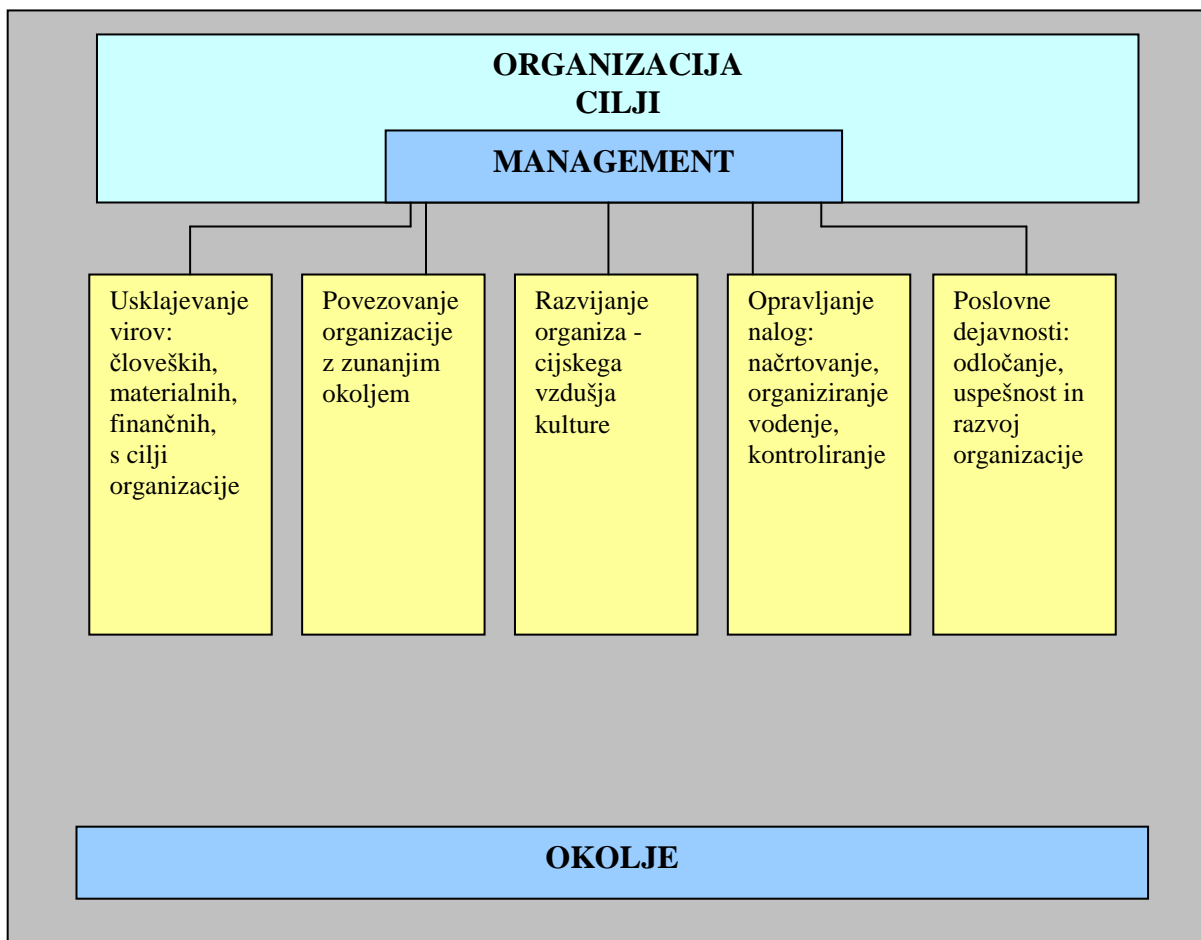 ORGANIZACIJA
CILJI
MANAGEMENT
Usklajevanje
virov:
človeških,
materialnih,
finančnih,
s cilji
organizacije
Povezovanje
organizacije
z zunanjim
okoljem
Razvijanje
organiza -
cijskega
vzdušja
kulture
Opravljanje
nalog:
načrtovanje,
organiziranje
vodenje,
kontroliranje
Poslovne
dejavnosti:
odločanje,
uspešnost in
razvoj
organizacije
OKOLJE